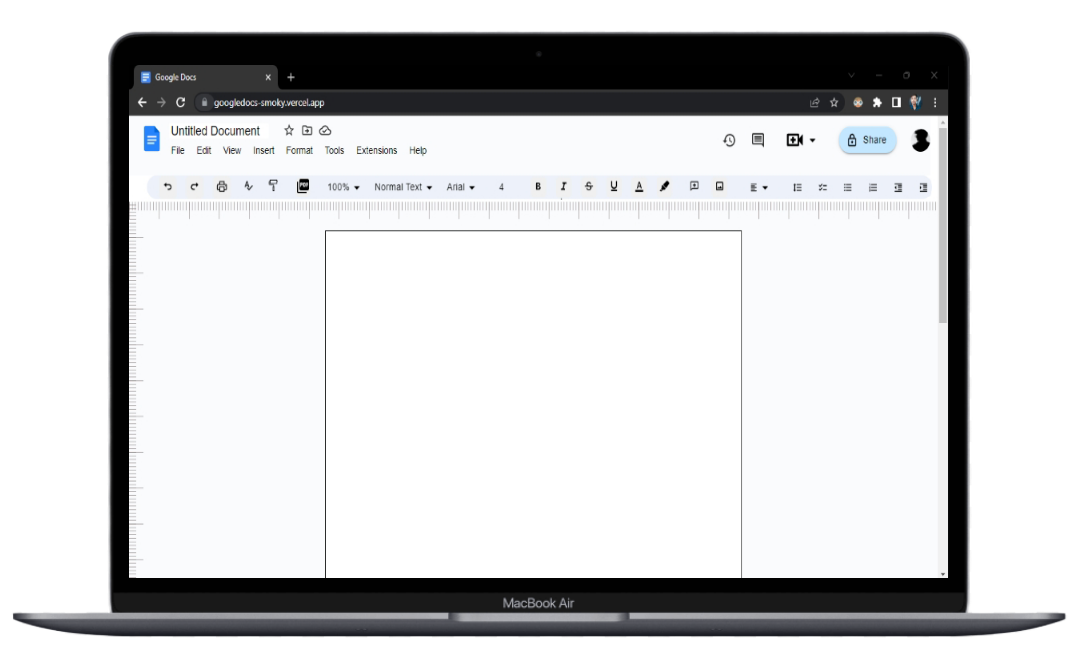 Google Docs
googledocs-smoky.vercel.app
Untitled Document
File Edit View Insert Format Tools Extensions Help
Share
PDF 100% Normal Text Arial 4 B I S U A
MacBook Air